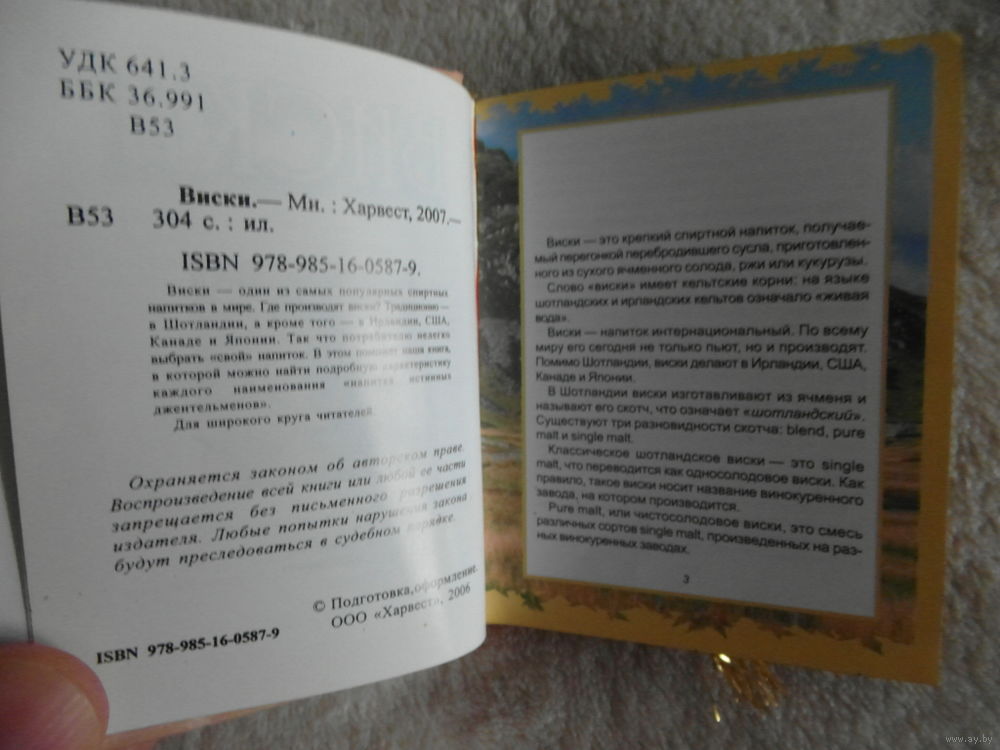 УДК 641.3
ББК 36.991
В53
Виски.— Мн. : Харвест, 2007.—
В53 304 с. : ил.
ISBN 978-985-16-0587-9.
Виски — один из самых популярных спиртных
напитков в мире. Где производят виски? Традиционно —
в Шотландии, а кроме того — в Ирландии, США,
Канаде и Японии. Так что потребителю нелегко
выбрать «свой» напиток. В этом поможет наша книга,
в которой можно найти подробную характеристику
каждого наименования «напитка истинных
джентельменов».
Для широкого круга читателей.
Охраняется законом об авторском праве.
Воспроизведение всей книги или любой ее части
запрещается без письменного разрешения
издателя. Любые попытки нарушения закона
будут преследоваться в судебном порядке.
© Подготовка, оформление.
ООО «Харвест», 2006
ISBN 978-985-16-0587-9
Виски — это крепкий спиртной напиток, получае-
мый перегонкой перебродившего сусла, приготовлен-
ного из сухого ячменного солода, ржи или кукурузы.
Слово «виски» имеет кельтские корни: на языке
шотландских и ирландских кельтов означало «живая
вода».
Виски — напиток интернациональный. По всему
миру его сегодня не только пьют, но и производят.
Помимо Шотландии, виски делают в Ирландии, США,
Канаде и Японии.
В Шотландии виски изготавливают из ячменя и
называют его скотч, что означает «шотландский».
Существуют три разновидности скотча: blend, pure
malt и single malt.
Классическое шотландское виски — это single
malt, что переводится как односолодовое виски. Как
правило, такое виски носит название винокуренного
завода, на котором производится.
Pure malt, или чистосолодовое виски, это смесь
различных сортов single malt, произведенных на раз-
ных винокуренных заводах.
3
www.ay.by